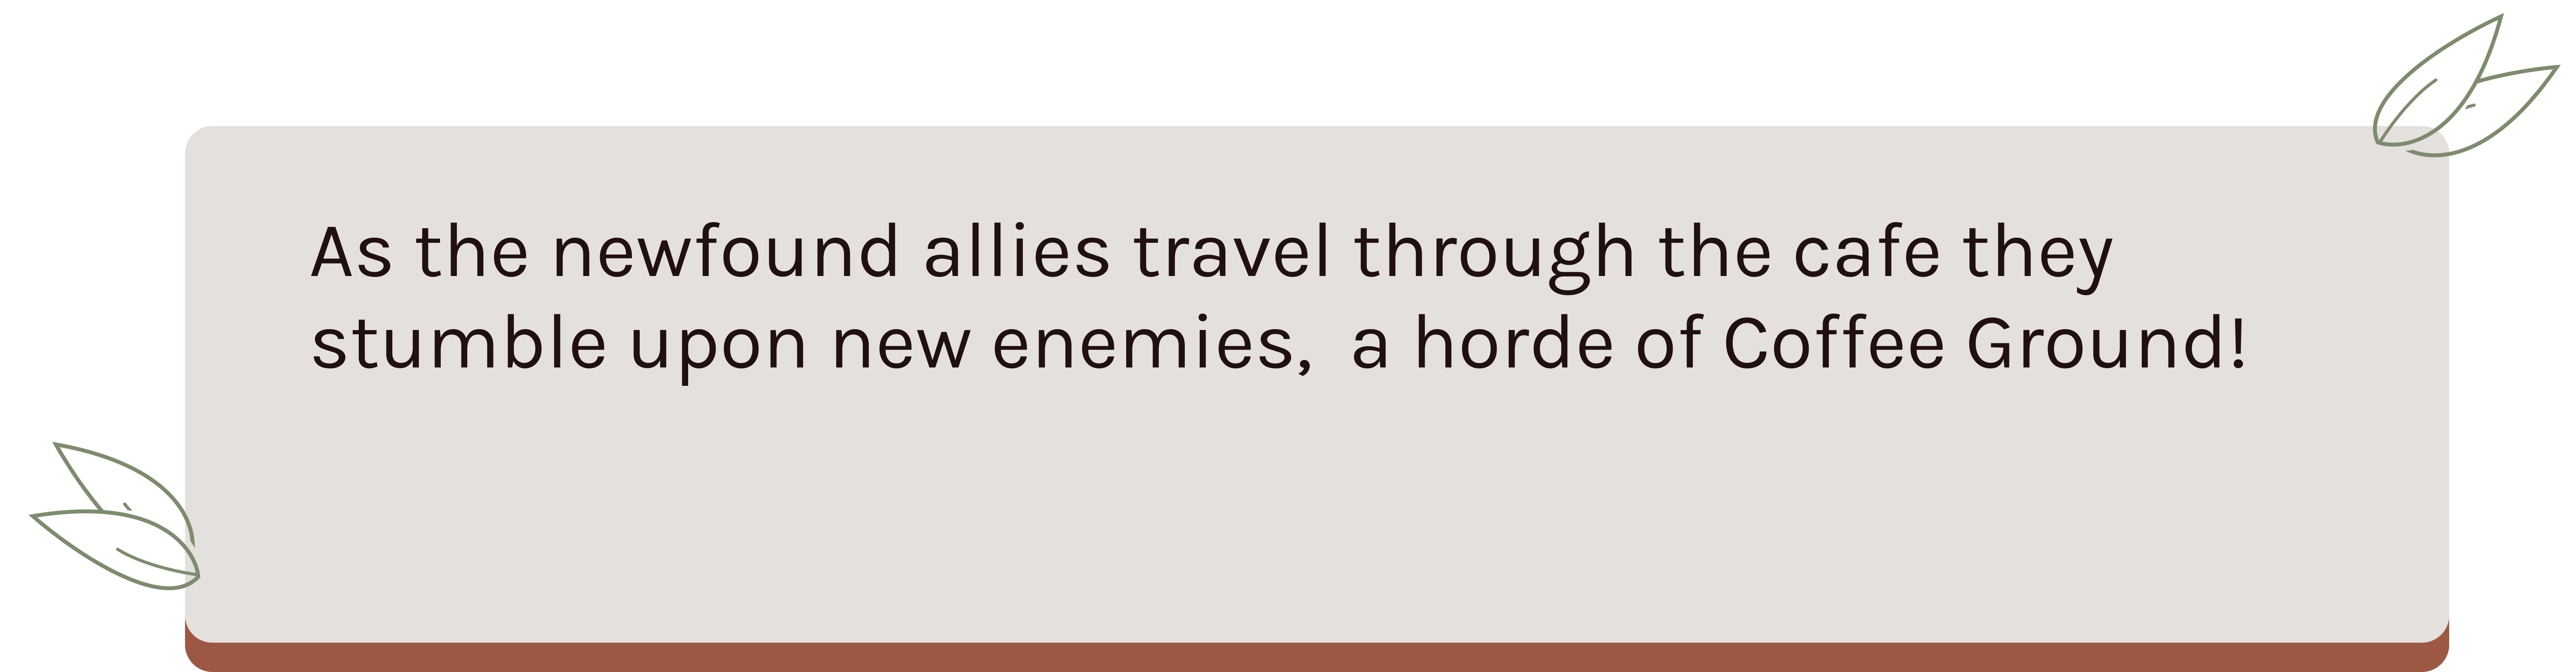 As the newfound allies travel through the cafe they
stumble upon new enemies,  a horde of Coffee Ground!